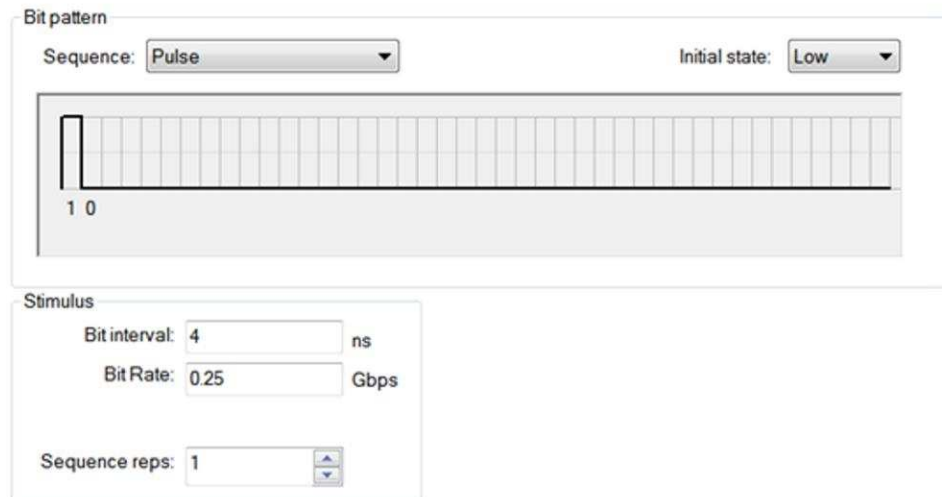 Bit pattern
Sequence: Pulse Initial state: Low
1 0
Stimulus
Bit interval: 4 ns
Bit Rate: 0.25 Gbps
Sequence reps: 1